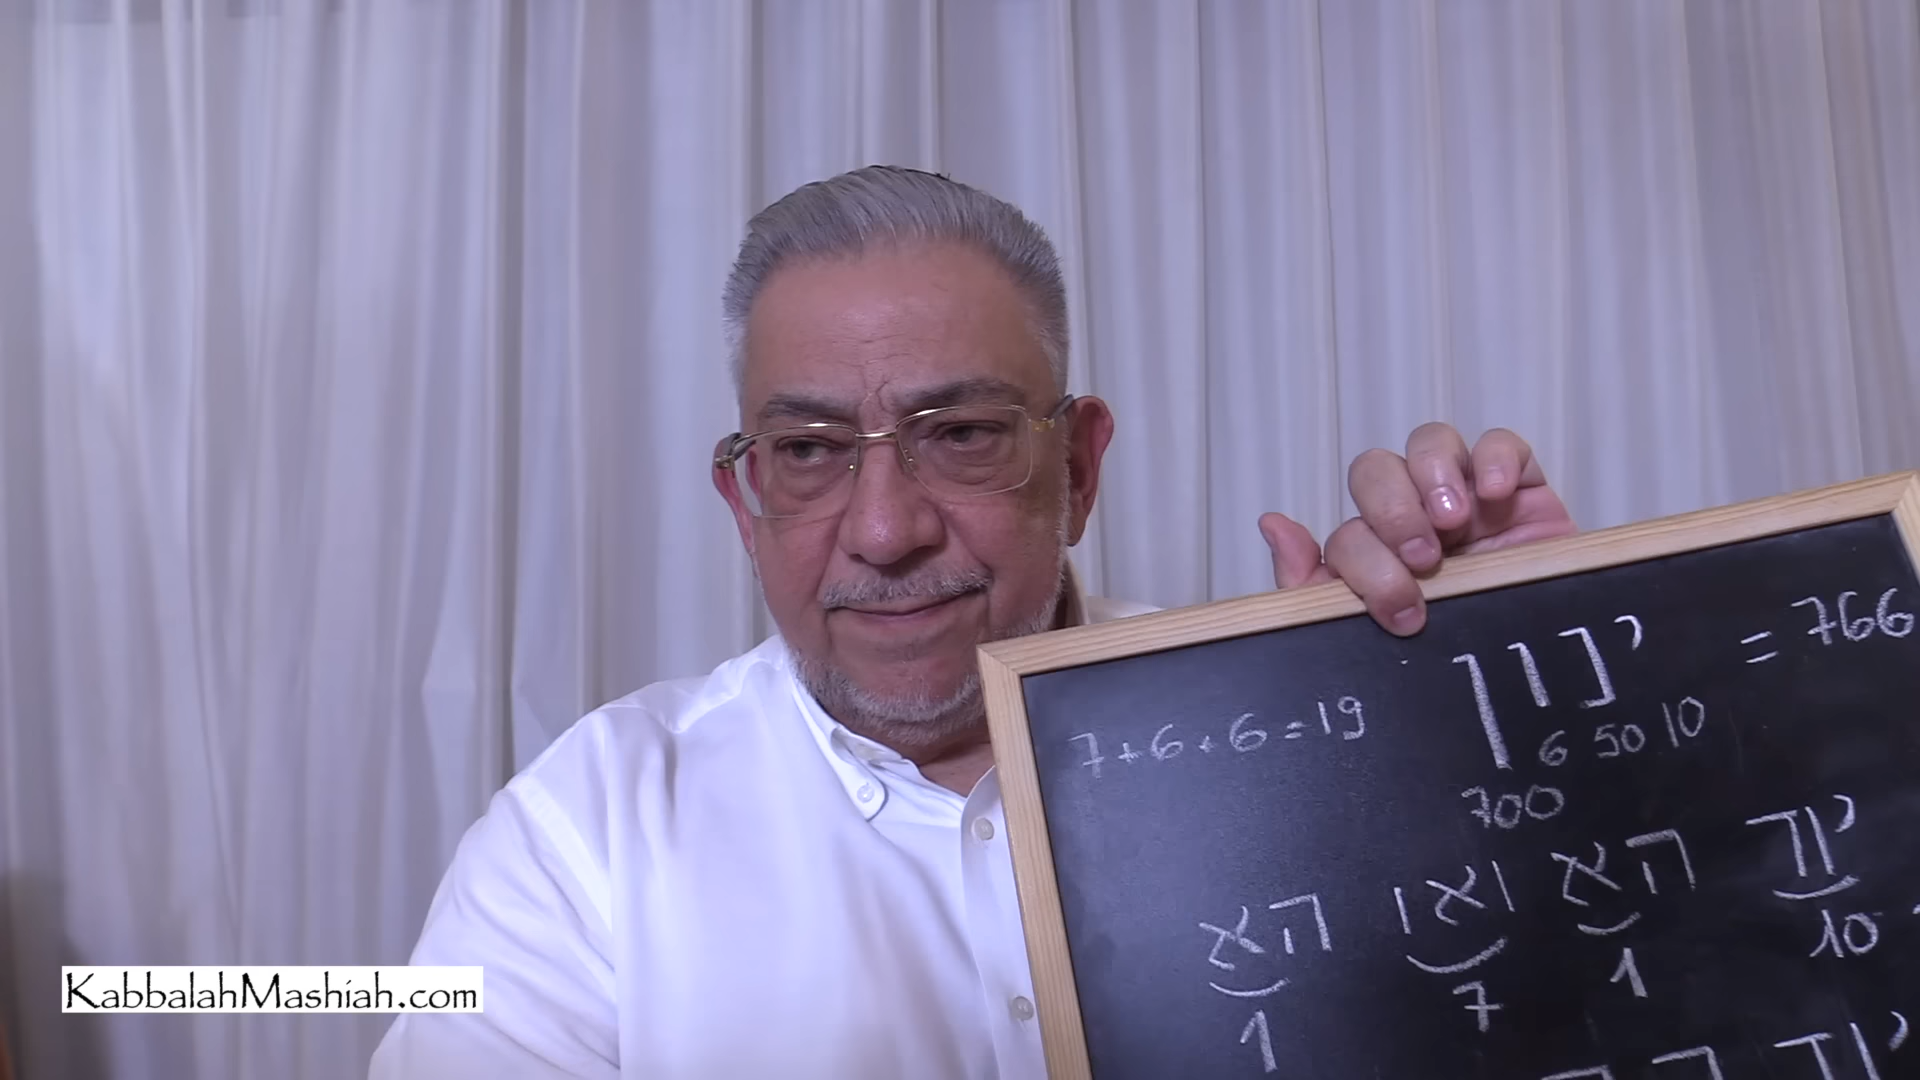 ינון = 766
6 50 10
7+6+6=19
700
יוד הא ואו הא
10
1
7
1
KabbalahMashiah.com